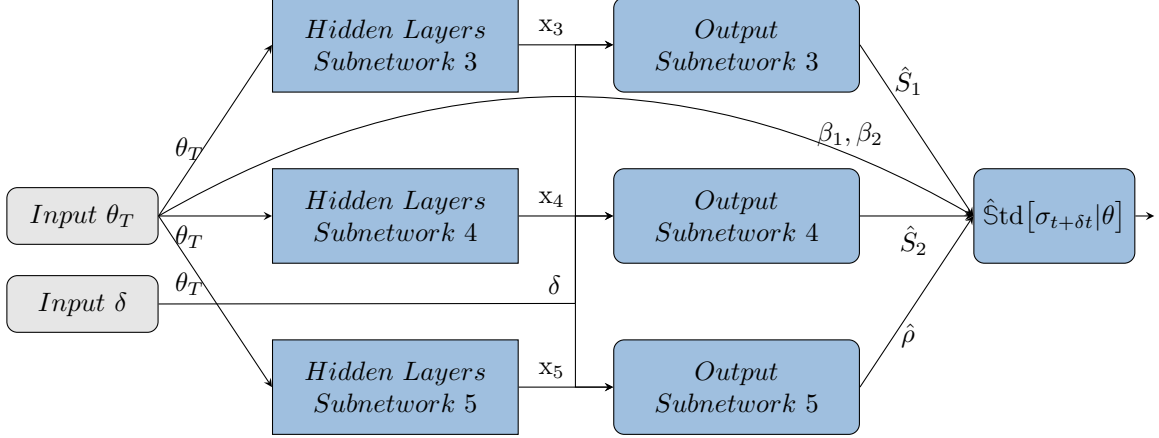 Hidden Layers
Subnetwork 3
x₃
Output
Subnetwork 3
Ŝ₁
θ_T
β₁, β₂
Input θ_T
Hidden Layers
Subnetwork 4
x₄
Output
Subnetwork 4
Ŝ₂
𝕊̂td[σ_{t+δt}|θ]
θ_T
θ_T
Input δ
δ
Hidden Layers
Subnetwork 5
x₅
Output
Subnetwork 5
ρ̂